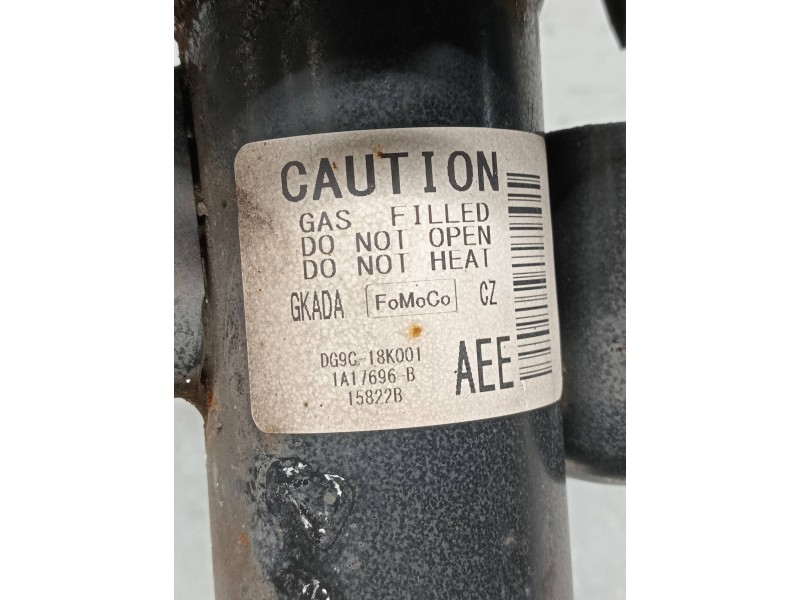 CAUTION
GAS FILLED
DO NOT OPEN
DO NOT HEAT
GKADA FoMoCo CZ
DG9C-18K001
1A17696-B
15822B
AEE